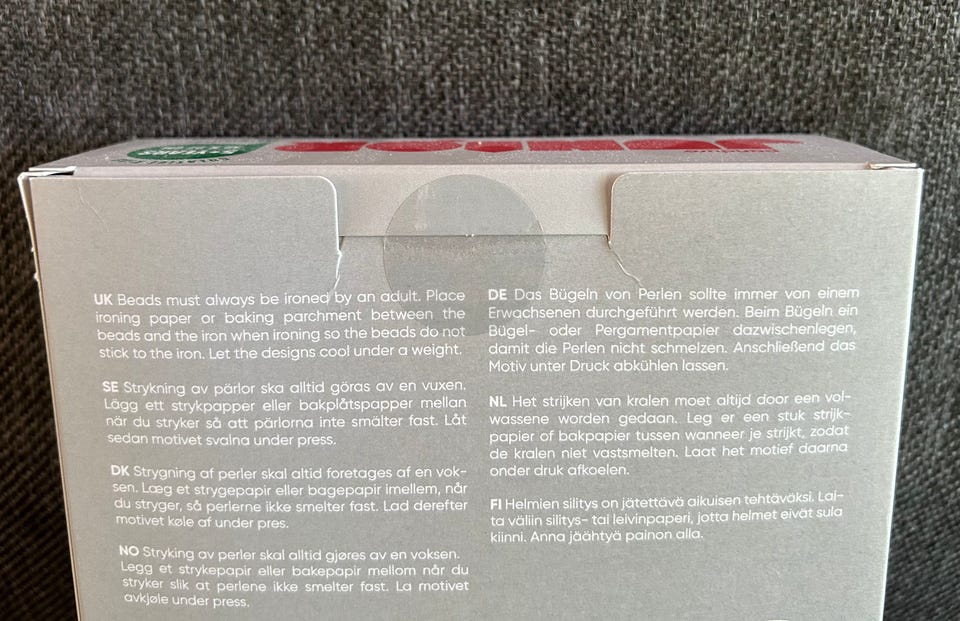 UK Beads must always be ironed by an adult. Place
ironing paper or baking parchment between the
beads and the iron when ironing so the beads do not
stick to the iron. Let the designs cool under a weight.
SE Strykning av pärlor ska alltid göras av en vuxen.
Lägg ett strykpapper eller bakplåtspapper mellan
när du stryker så att pärlorna inte smälter fast. Låt
sedan motivet svalna under press.
DK Strygning af perler skal altid foretages af en vok-
sen. Læg et strygepapir eller bagepapir imellem, når
du stryger, så perlerne ikke smelter fast. Lad derefter
motivet køle af under pres.
NO Stryking av perler skal alltid gjøres av en voksen.
Legg et strykepapir eller bakepapir mellom når du
stryker slik at perlene ikke smelter fast. La motivet
avkjøle under press.
DE Das Bügeln von Perlen sollte immer von einem
Erwachsenen durchgeführt werden. Beim Bügeln ein
Bügel- oder Pergamentpapier dazwischenlegen,
damit die Perlen nicht schmelzen. Anschließend das
Motiv unter Druck abkühlen lassen.
NL Het strijken van kralen moet altijd door een vol-
wassene worden gedaan. Leg er een stuk strijk-
papier of bakpapier tussen wanneer je strijkt, zodat
de kralen niet vastsmelten. Laat het motief daarna
onder druk afkoelen.
FI Helmien silitys on jätettävä aikuisen tehtäväksi. Lai-
ta väliin silitys- tai leivinpaperi, jotta helmet eivät sula
kiinni. Anna jäähtyä painon alla.